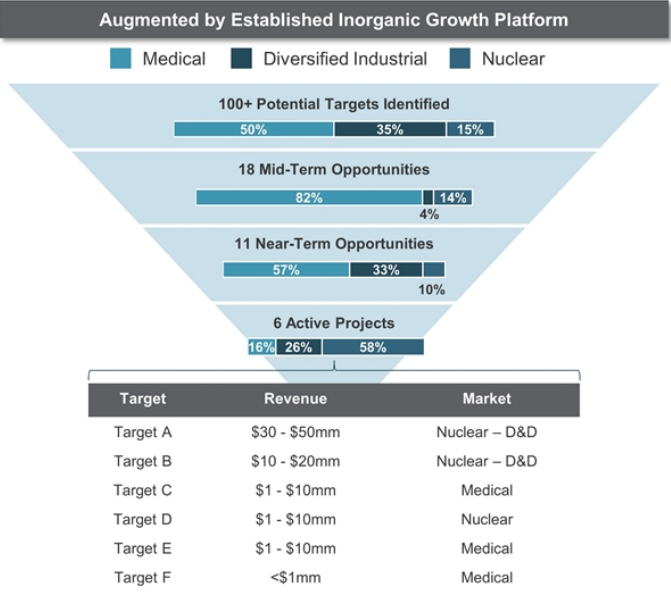 Augmented by Established Inorganic Growth Platform
Medical Diversified Industrial Nuclear
100+ Potential Targets Identified
50% 35% 15%
18 Mid-Term Opportunities
82% 14%
4%
11 Near-Term Opportunities
57% 33%
10%
6 Active Projects
16% 26% 58%
Target Revenue Market
Target A $30 - $50mm Nuclear – D&D
Target B $10 - $20mm Nuclear – D&D
Target C $1 - $10mm Medical
Target D $1 - $10mm Nuclear
Target E $1 - $10mm Medical
Target F <$1mm Medical